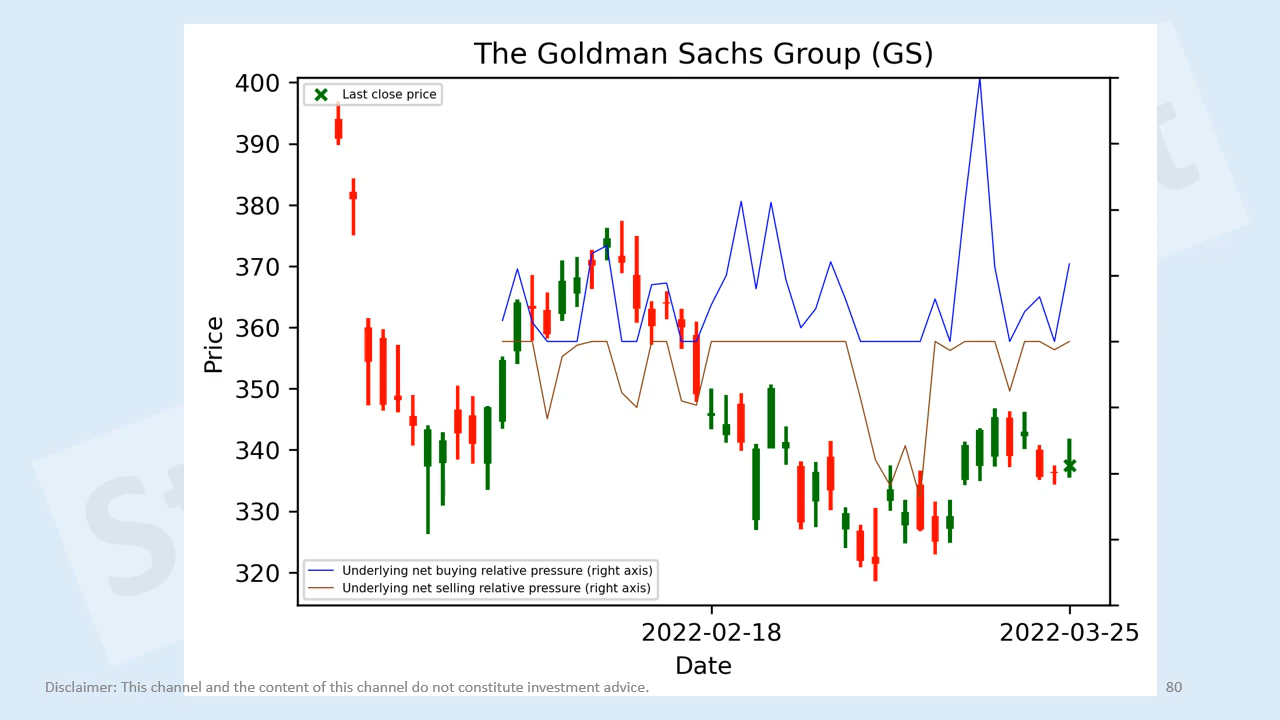 The Goldman Sachs Group (GS)
Last close price
400
390
380
370
360
350
340
330
320
Price
Underlying net buying relative pressure (right axis)
Underlying net selling relative pressure (right axis)
2022-02-18
2022-03-25
Date
Disclaimer: This channel and the content of this channel do not constitute investment advice.
80
St
t